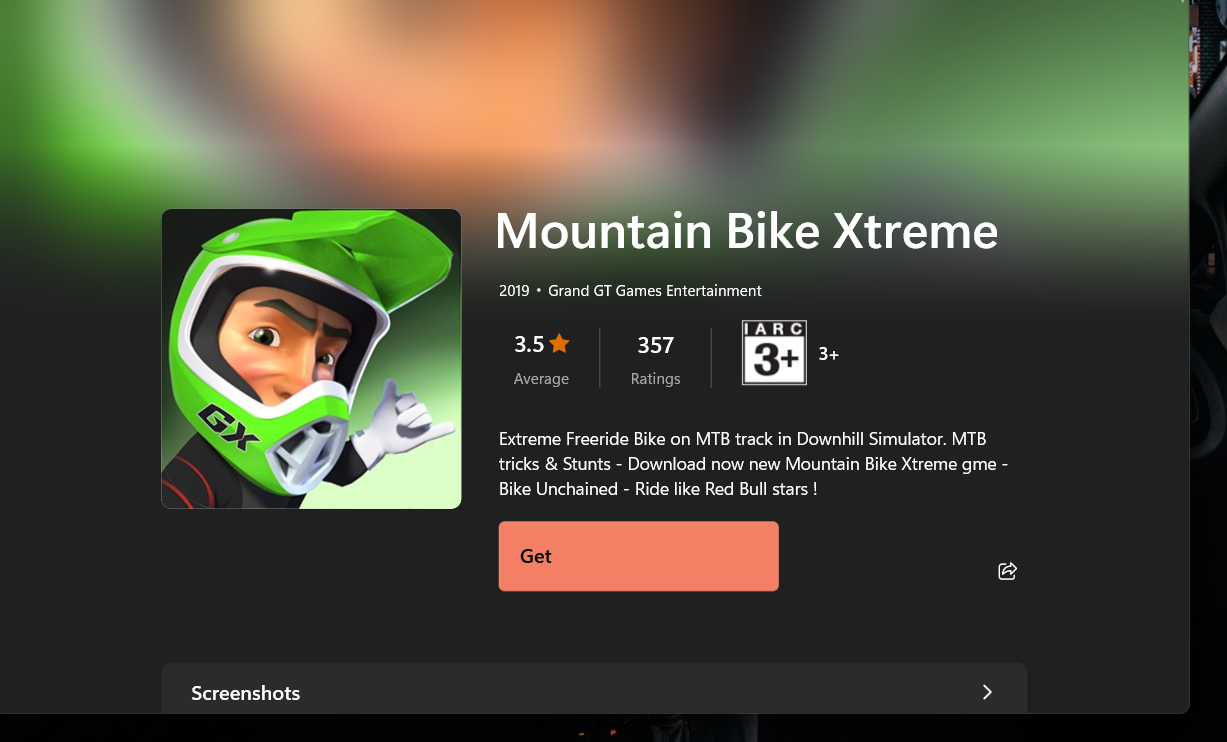 Mountain Bike Xtreme
2019 • Grand GT Games Entertainment
3.5
Average
357
Ratings
IARC
3+
3+
Extreme Freeride Bike on MTB track in Downhill Simulator. MTB
tricks & Stunts - Download now new Mountain Bike Xtreme gme -
Bike Unchained - Ride like Red Bull stars !
GX
Get
Screenshots